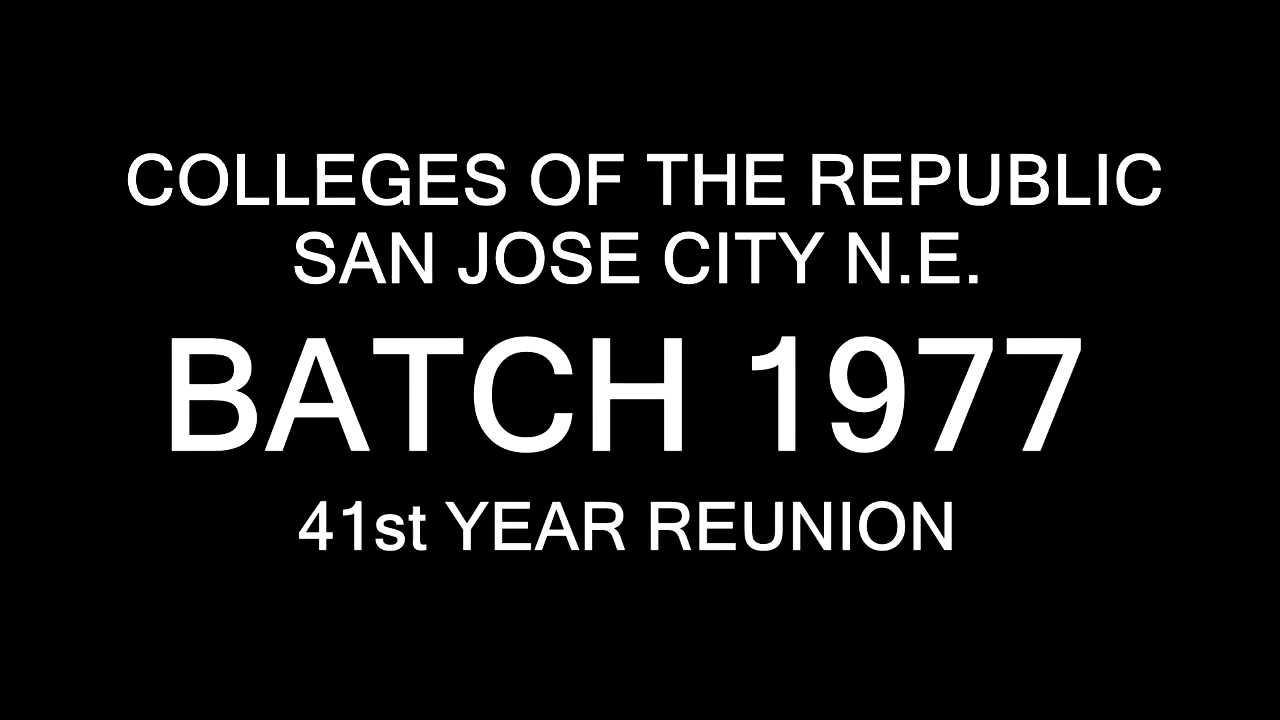 COLLEGES OF THE REPUBLIC
SAN JOSE CITY N.E.
BATCH 1977
41st YEAR REUNION